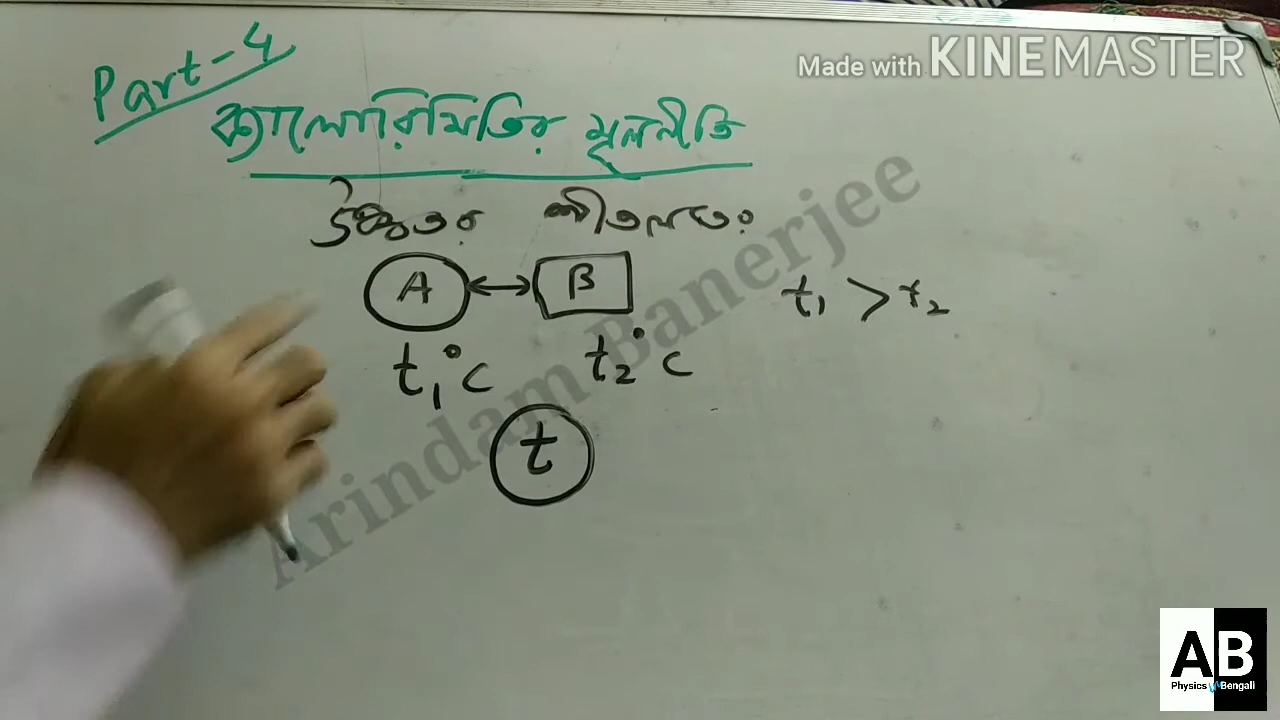 Part-4
Made with KINEMASTER
ক্যালোরিমিতির মূলনীতি
উষ্ণতর শীতলতর
A B
t₁ > t₂
t₁°C t₂°C
t
Arindam Banerjee
AB
Physics in Bengali